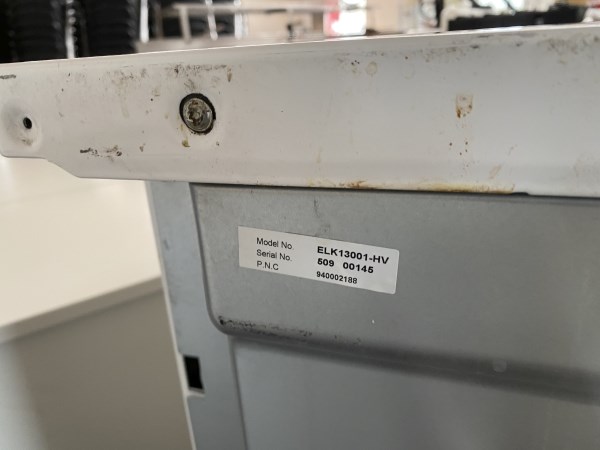 Model No. ELK13001-HV
Serial No. 509 00145
P.N.C 940002188